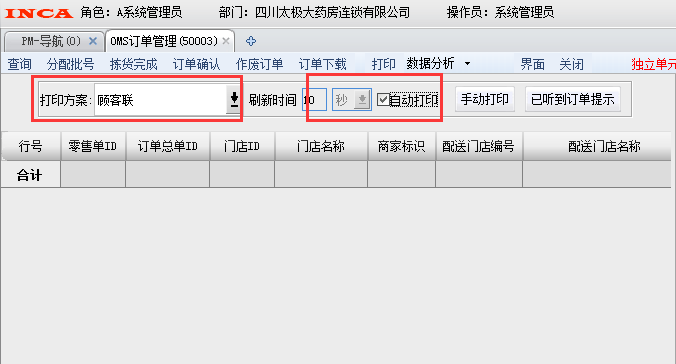 INCA 角色: A系统管理员 部门: 四川太极大药房连锁有限公司 操作员: 系统管理员
PM-导航(0) OMS订单管理(50003)
查询 分配批号 拣货完成 订单确认 作废订单 订单下载 打印 数据分析 界面 关闭 独立单元
打印方案: 顾客联 刷新时间 10 秒 自动打印 手动打印 已听到订单提示
行号 零售单ID 订单总单ID 门店ID 门店名称 商家标识 配送门店编号 配送门店名称
合计